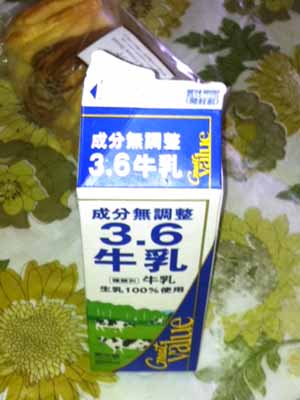 成分無調整
3.6牛乳
value
成分無調整
3.6
牛乳
種類別 牛乳
生乳100%使用
value